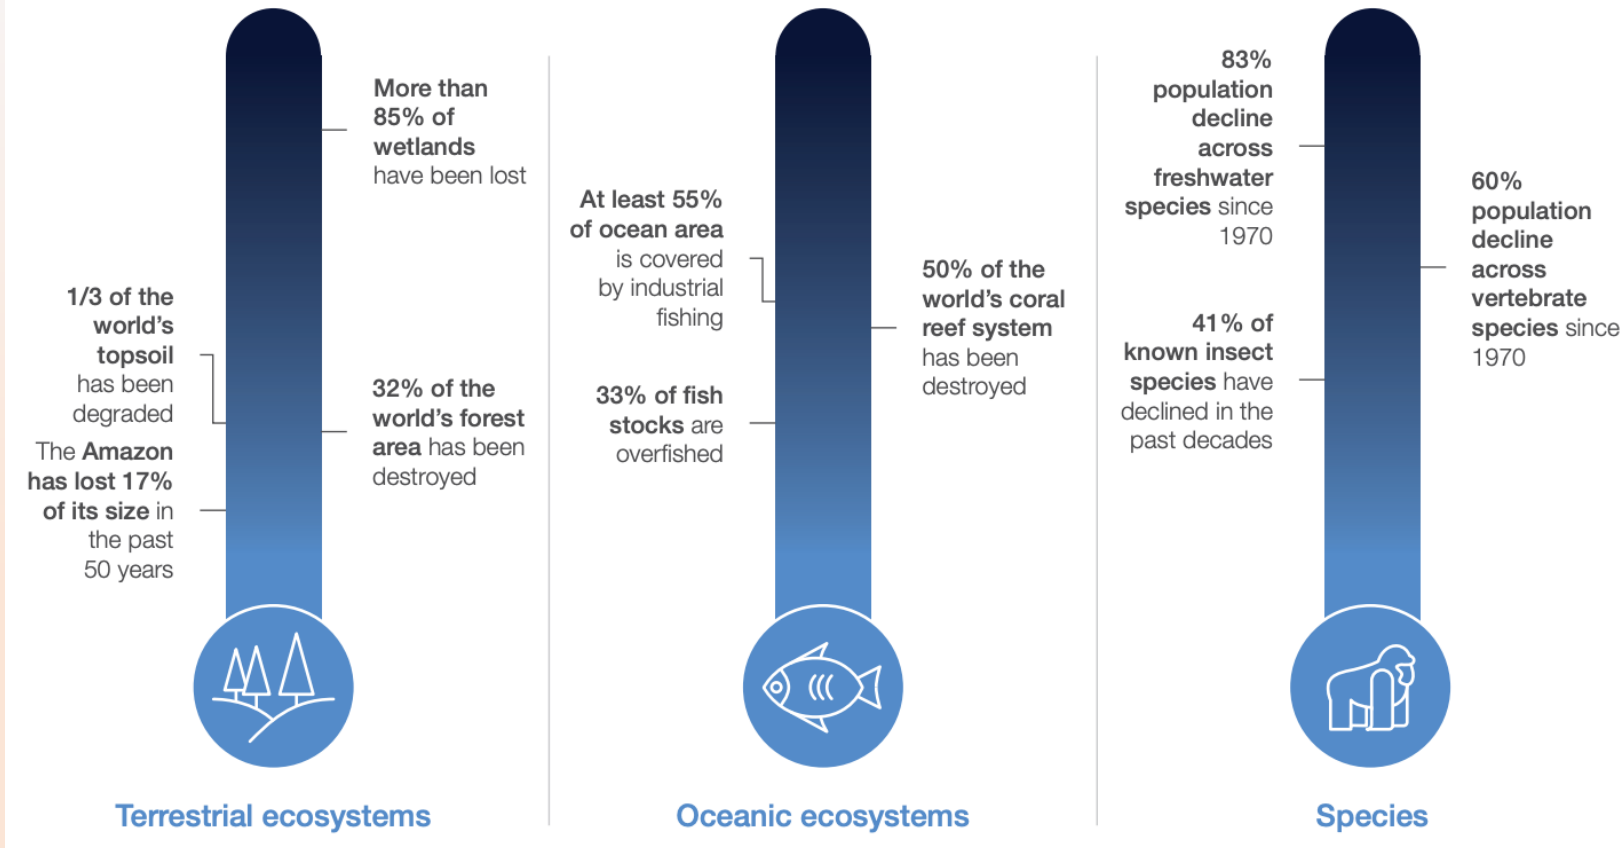 More than
85% of
wetlands
have been lost
1/3 of the
world's
topsoil
has been
degraded
32% of the
world's forest
area has been
destroyed
The Amazon
has lost 17%
of its size in
the past
50 years
Terrestrial ecosystems
At least 55%
of ocean area
is covered
by industrial
fishing
50% of the
world's coral
reef system
has been
destroyed
33% of fish
stocks are
overfished
Oceanic ecosystems
83%
population
decline
across
freshwater
species since
1970
60%
population
decline
across
vertebrate
species since
1970
41% of
known insect
species have
declined in the
past decades
Species